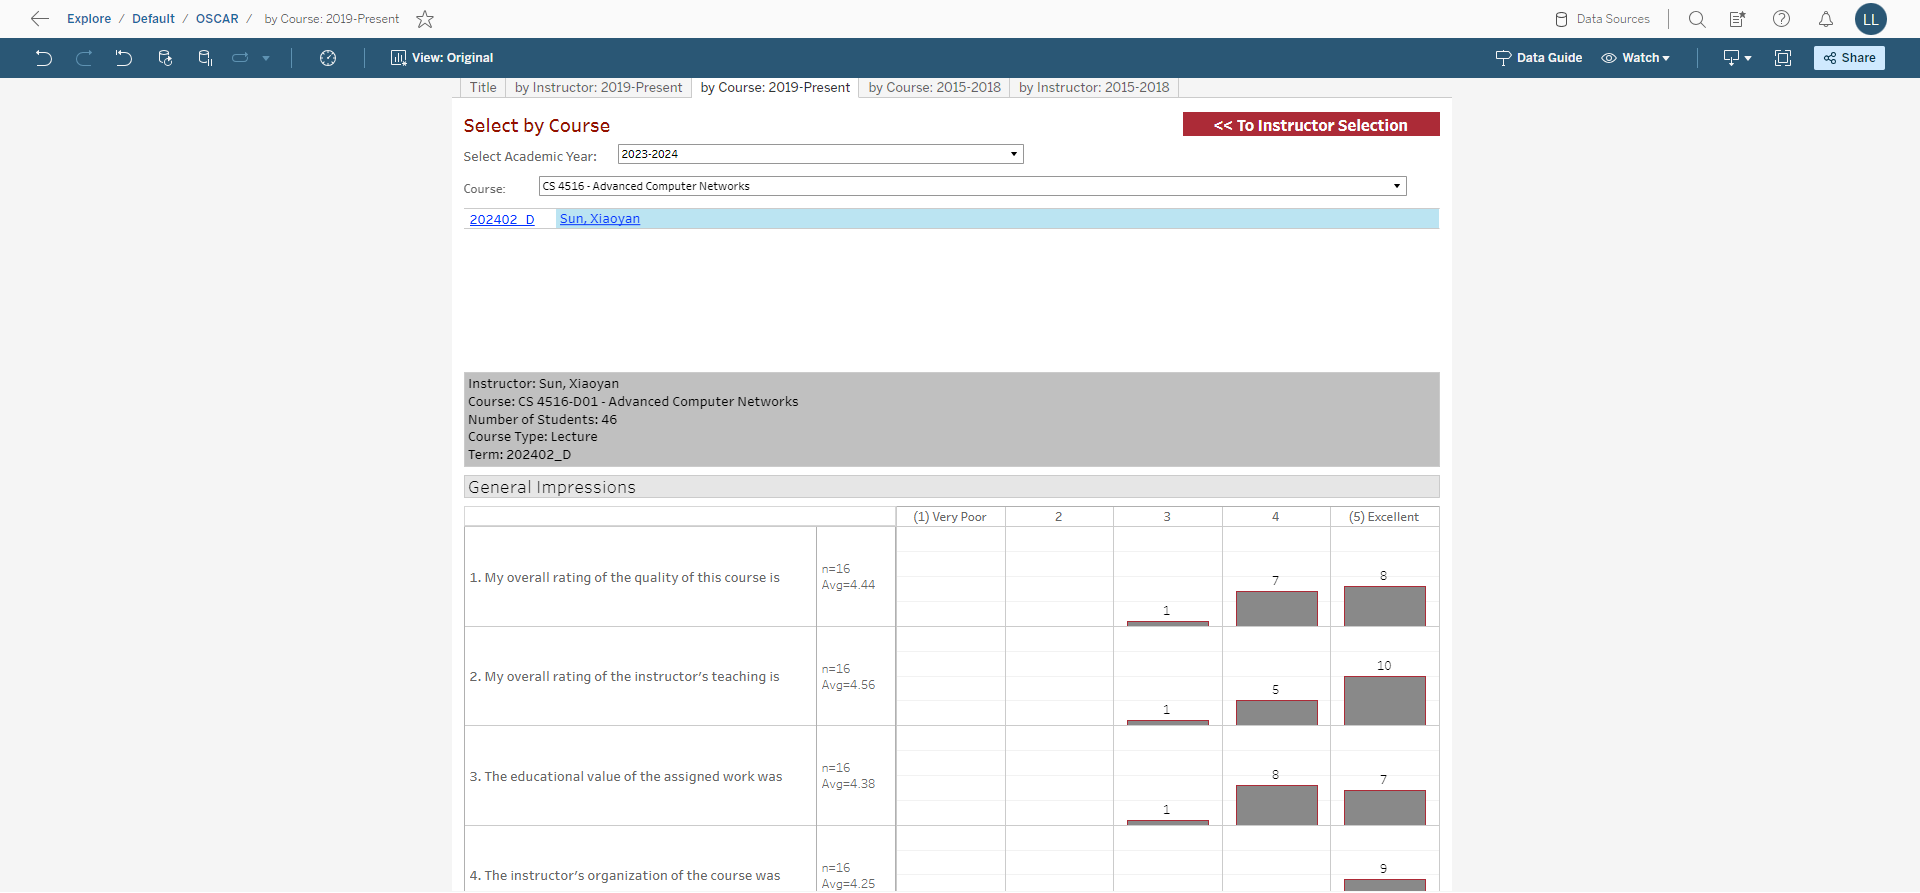 Explore / Default / OSCAR / by Course: 2019-Present
Data Sources
LL
View: Original
Data Guide
Watch
Share
Title
by Instructor: 2019-Present
by Course: 2019-Present
by Course: 2015-2018
by Instructor: 2015-2018
Select by Course
<< To Instructor Selection
Select Academic Year: 2023-2024
Course: CS 4516 - Advanced Computer Networks
202402_D Sun, Xiaoyan
Instructor: Sun, Xiaoyan
Course: CS 4516-D01 - Advanced Computer Networks
Number of Students: 46
Course Type: Lecture
Term: 202402_D
General Impressions
(1) Very Poor 2 3 4 (5) Excellent
1. My overall rating of the quality of this course is
n=16
Avg=4.44
1 7 8
2. My overall rating of the instructor's teaching is
n=16
Avg=4.56
1 5 10
3. The educational value of the assigned work was
n=16
Avg=4.38
1 8 7
4. The instructor's organization of the course was
n=16
Avg=4.25
9